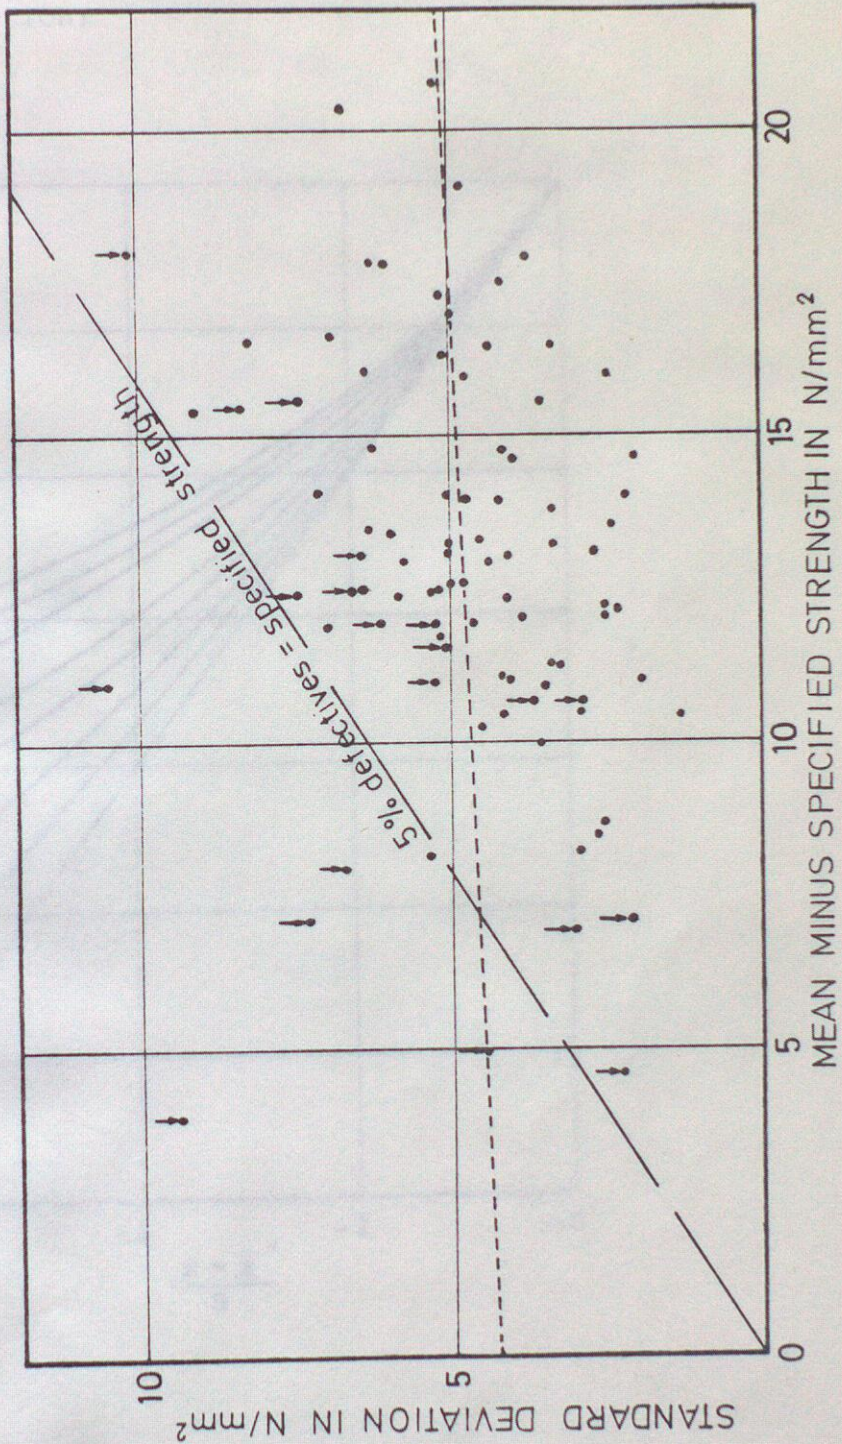 STANDARD DEVIATION IN N/mm²
10
5
5% defectives = specified strength
0
5
10
15
20
MEAN MINUS SPECIFIED STRENGTH IN N/mm²